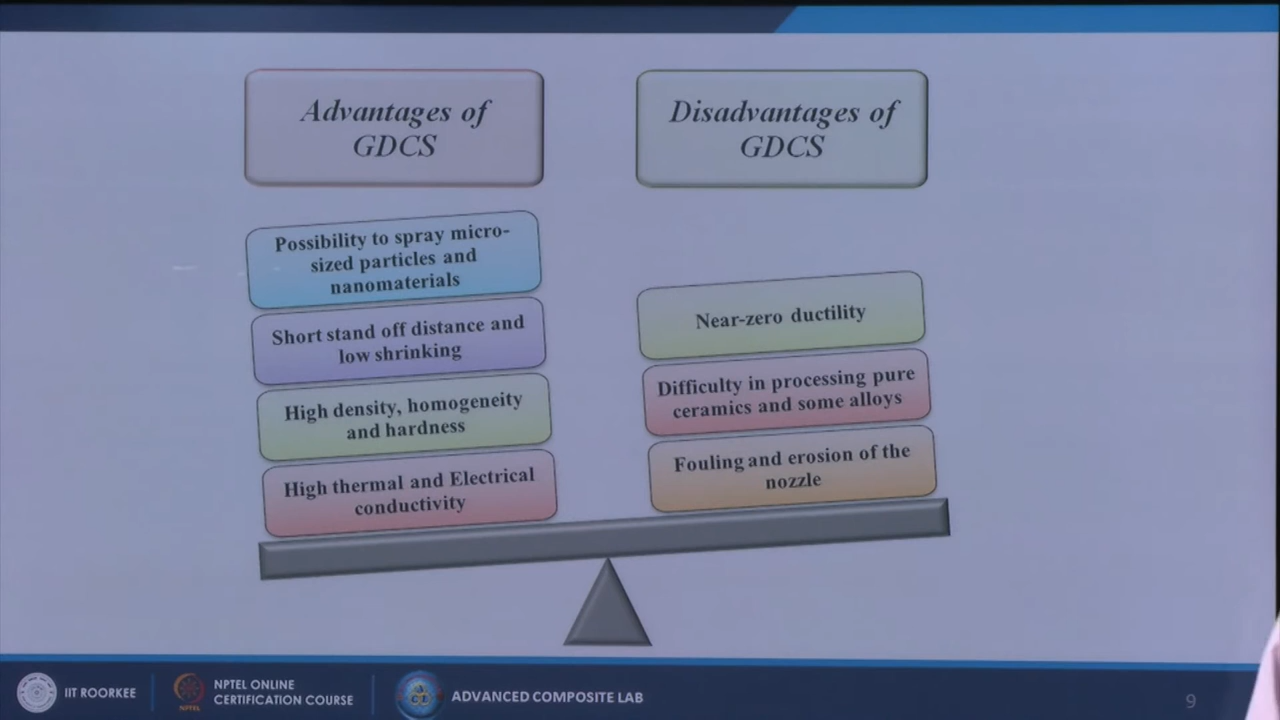 Advantages of
GDCS
Possibility to spray micro-
sized particles and
nanomaterials
Short stand off distance and
low shrinking
High density, homogeneity
and hardness
High thermal and Electrical
conductivity
Disadvantages of
GDCS
Near-zero ductility
Difficulty in processing pure
ceramics and some alloys
Fouling and erosion of the
nozzle
IIT ROORKEE
NPTEL ONLINE
CERTIFICATION COURSE
NPTEL
ADVANCED COMPOSITE LAB
9